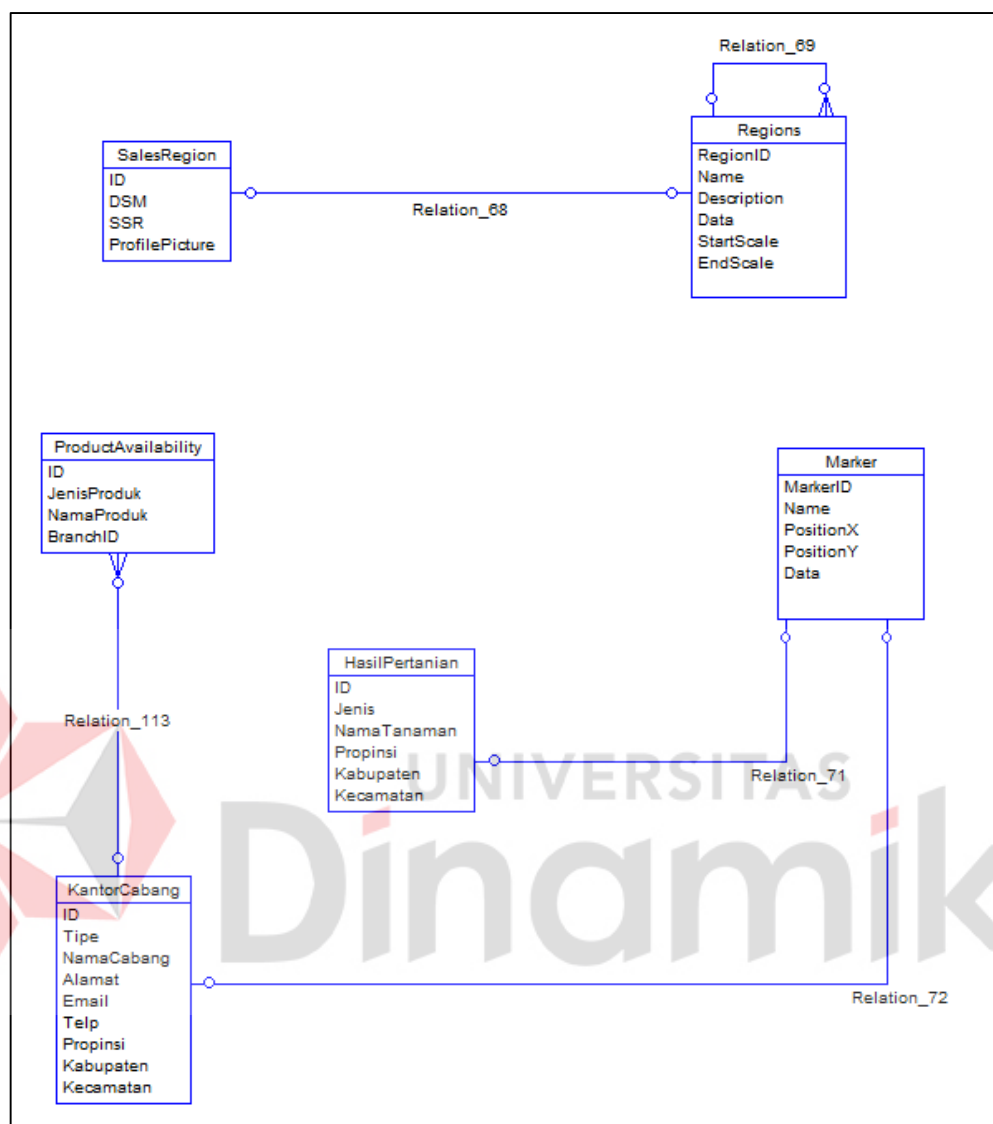 Relation_69
Regions
RegionID
Name
Description
Data
StartScale
EndScale
SalesRegion
ID
DSM
SSR
ProfilePicture
Relation_68
ProductAvailability
ID
JenisProduk
NamaProduk
BranchID
Marker
MarkerID
Name
PositionX
PositionY
Data
HasilPertanian
ID
Jenis
NamaTanaman
Propinsi
Kabupaten
Kecamatan
Relation_113
Relation_71
UNIVERSITAS
Dinamik
KantorCabang
ID
Tipe
NamaCabang
Alamat
Email
Telp
Propinsi
Kabupaten
Kecamatan
Relation_72